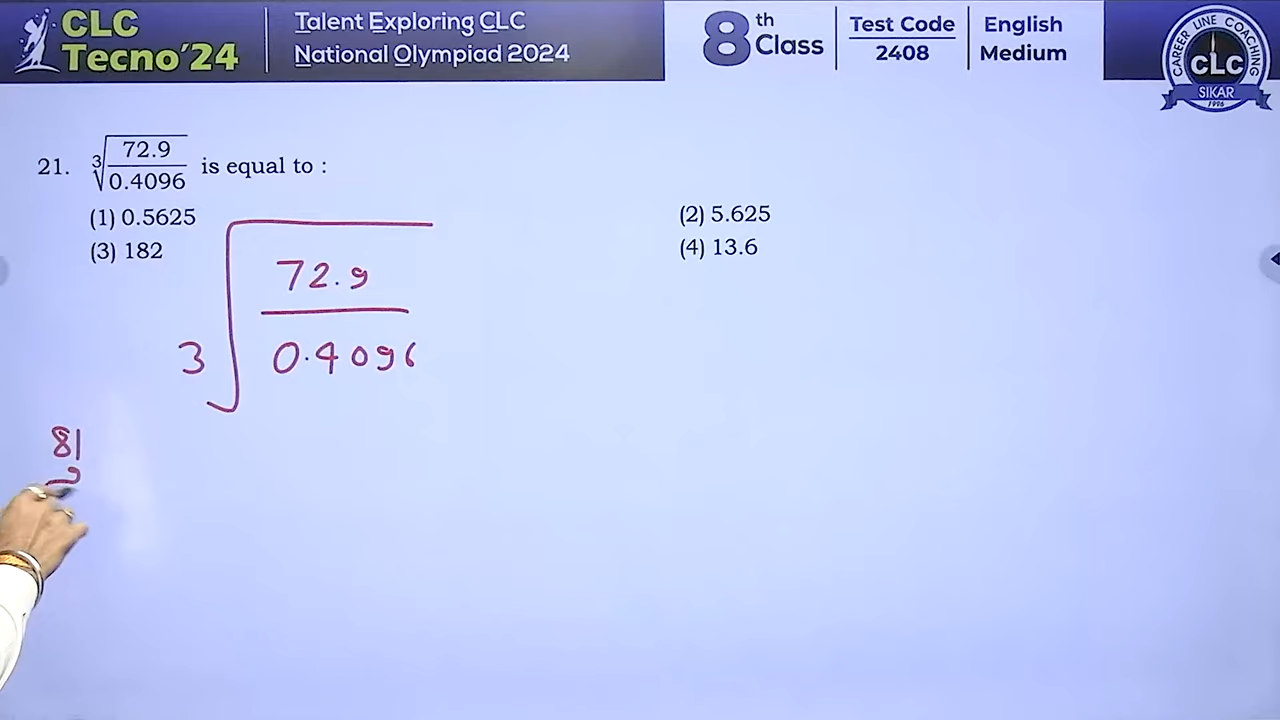 CLC
Tecno'24
Talent Exploring CLC
National Olympiad 2024
8th Class
Test Code
2408
English
Medium
CAREER LINE COACHING
CLC
SIKAR
1996
21. ∛(72.9/0.4096) is equal to :
(1) 0.5625
(2) 5.625
(3) 182
(4) 13.6
3√(72.9/0.4096)
81